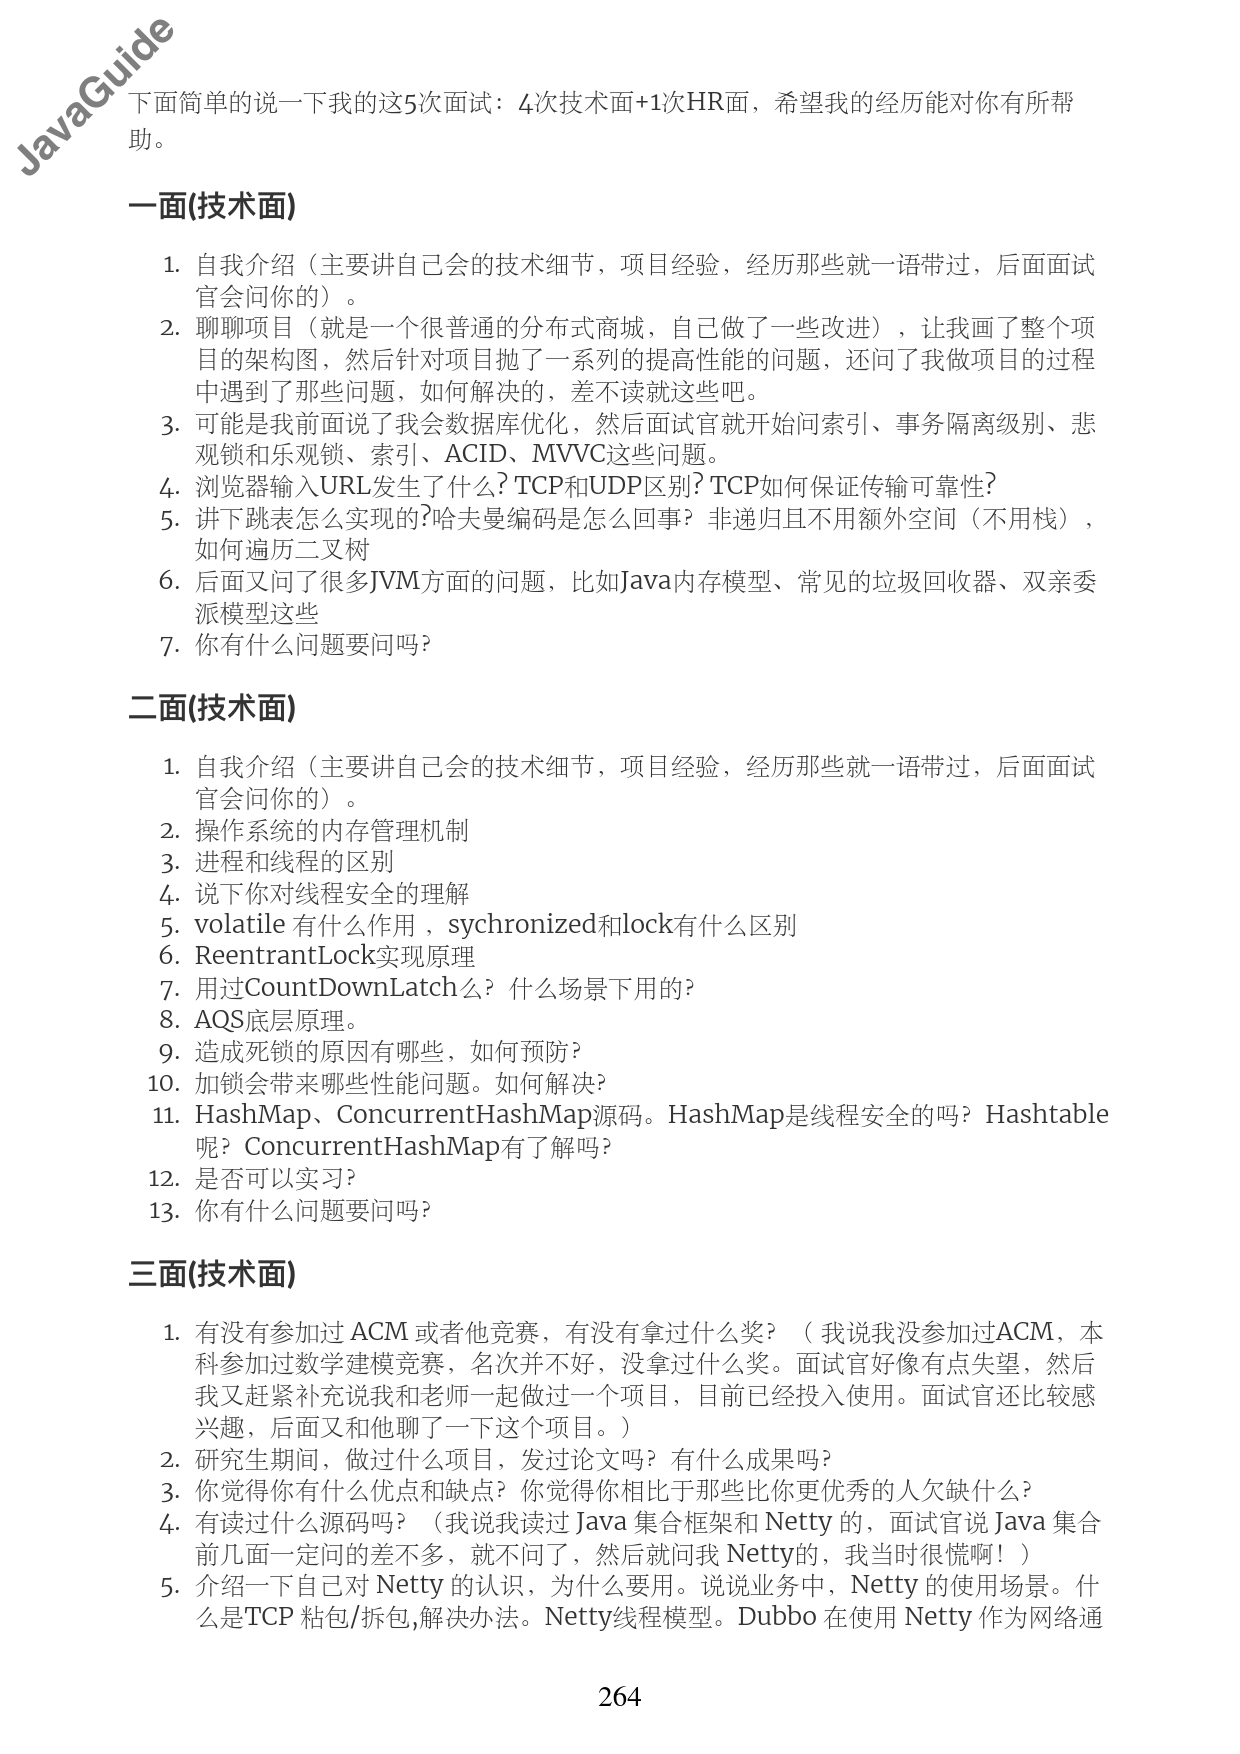 JavaGuide
下面简单的说一下我的这5次面试：4次技术面+1次HR面，希望我的经历能对你有所帮
助。
一面(技术面)
1. 自我介绍（主要讲自己会的技术细节，项目经验，经历那些就一语带过，后面面试
官会问你的）。
2. 聊聊项目（就是一个很普通的分布式商城，自己做了一些改进），让我画了整个项
目的架构图，然后针对项目抛了一系列的提高性能的问题，还问了我做项目的过程
中遇到了那些问题，如何解决的，差不读就这些吧。
3. 可能是我前面说了我会数据库优化，然后面试官就开始问索引、事务隔离级别、悲
观锁和乐观锁、索引、ACID、MVVC这些问题。
4. 浏览器输入URL发生了什么? TCP和UDP区别? TCP如何保证传输可靠性?
5. 讲下跳表怎么实现的?哈夫曼编码是怎么回事？非递归且不用额外空间（不用栈），
如何遍历二叉树
6. 后面又问了很多JVM方面的问题，比如Java内存模型、常见的垃圾回收器、双亲委
派模型这些
7. 你有什么问题要问吗？
二面(技术面)
1. 自我介绍（主要讲自己会的技术细节，项目经验，经历那些就一语带过，后面面试
官会问你的）。
2. 操作系统的内存管理机制
3. 进程和线程的区别
4. 说下你对线程安全的理解
5. volatile 有什么作用 ，sychronized和lock有什么区别
6. ReentrantLock实现原理
7. 用过CountDownLatch么？什么场景下用的？
8. AQS底层原理。
9. 造成死锁的原因有哪些，如何预防？
10. 加锁会带来哪些性能问题。如何解决？
11. HashMap、ConcurrentHashMap源码。HashMap是线程安全的吗？Hashtable
呢？ConcurrentHashMap有了解吗？
12. 是否可以实习？
13. 你有什么问题要问吗？
三面(技术面)
1. 有没有参加过 ACM 或者他竞赛，有没有拿过什么奖？（ 我说我没参加过ACM，本
科参加过数学建模竞赛，名次并不好，没拿过什么奖。面试官好像有点失望，然后
我又赶紧补充说我和老师一起做过一个项目，目前已经投入使用。面试官还比较感
兴趣，后面又和他聊了一下这个项目。）
2. 研究生期间，做过什么项目，发过论文吗？有什么成果吗？
3. 你觉得你有什么优点和缺点？你觉得你相比于那些比你更优秀的人欠缺什么？
4. 有读过什么源码吗？（我说我读过 Java 集合框架和 Netty 的，面试官说 Java 集合
前几面一定问的差不多，就不问了，然后就问我 Netty的，我当时很慌啊！）
5. 介绍一下自己对 Netty 的认识，为什么要用。说说业务中，Netty 的使用场景。什
么是TCP 粘包/拆包,解决办法。Netty线程模型。Dubbo 在使用 Netty 作为网络通
264